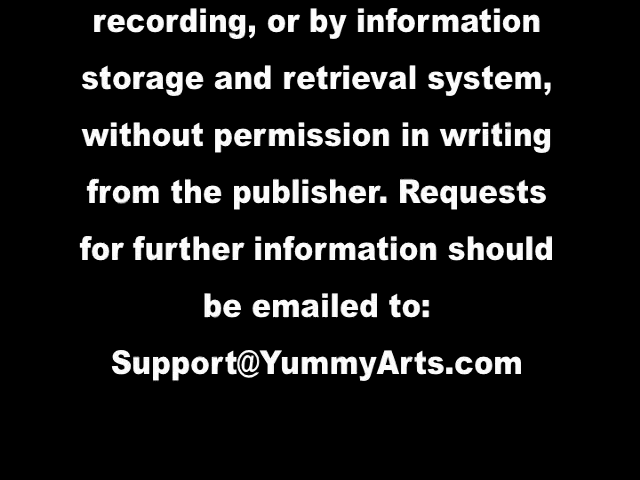 recording, or by information
storage and retrieval system,
without permission in writing
from the publisher. Requests
for further information should
be emailed to:
Support@YummyArts.com